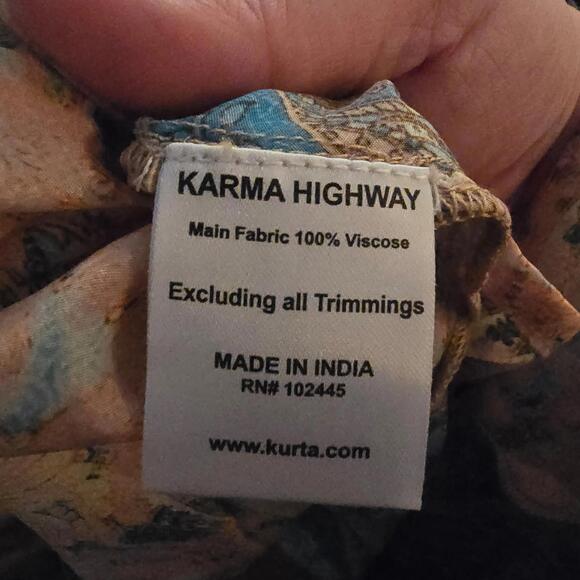 KARMA HIGHWAY
Main Fabric 100% Viscose
Excluding all Trimmings
MADE IN INDIA
RN# 102445
www.kurta.com